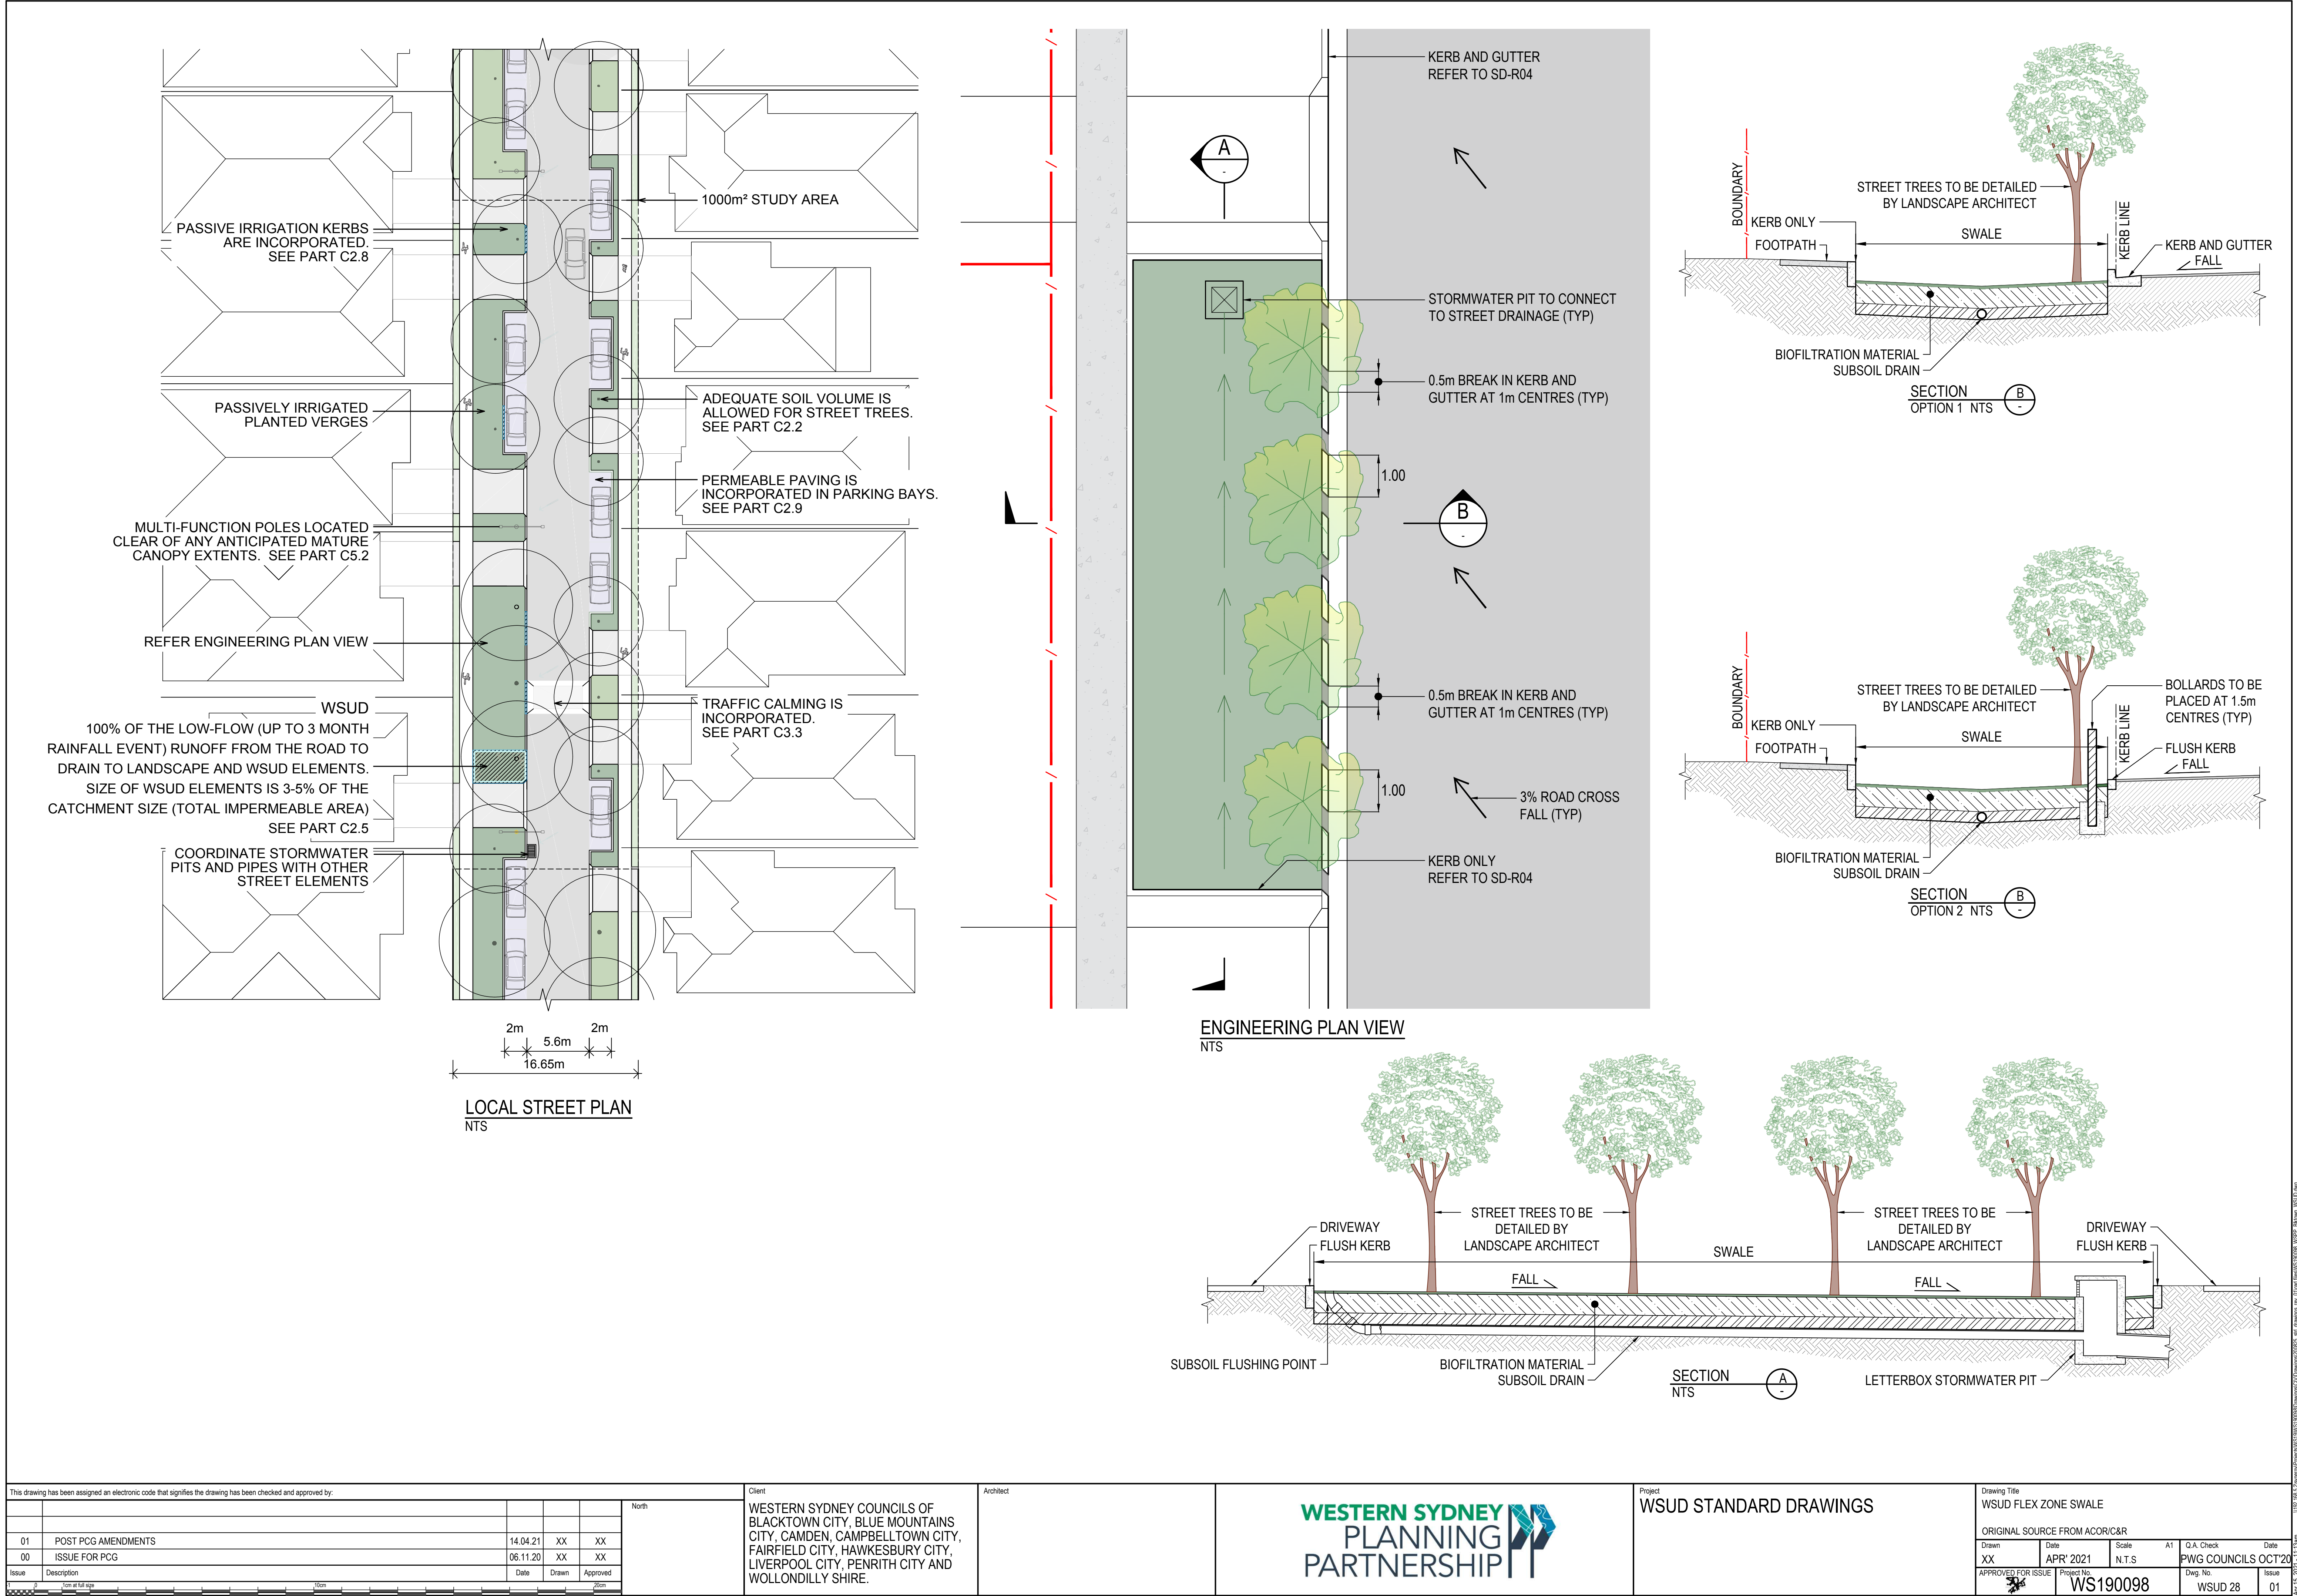 PASSIVE IRRIGATION KERBS
ARE INCORPORATED.
SEE PART C2.8
PASSIVELY IRRIGATED
PLANTED VERGES
MULTI-FUNCTION POLES LOCATED
CLEAR OF ANY ANTICIPATED MATURE
CANOPY EXTENTS. SEE PART C5.2
REFER ENGINEERING PLAN VIEW
WSUD
100% OF THE LOW-FLOW (UP TO 3 MONTH
RAINFALL EVENT) RUNOFF FROM THE ROAD TO
DRAIN TO LANDSCAPE AND WSUD ELEMENTS.
SIZE OF WSUD ELEMENTS IS 3-5% OF THE
CATCHMENT SIZE (TOTAL IMPERMEABLE AREA)
SEE PART C2.5
COORDINATE STORMWATER
PITS AND PIPES WITH OTHER
STREET ELEMENTS
1000m² STUDY AREA
ADEQUATE SOIL VOLUME IS
ALLOWED FOR STREET TREES.
SEE PART C2.2
PERMEABLE PAVING IS
INCORPORATED IN PARKING BAYS.
SEE PART C2.9
TRAFFIC CALMING IS
INCORPORATED.
SEE PART C3.3
2m
2m
5.6m
16.65m
LOCAL STREET PLAN
NTS
KERB AND GUTTER
REFER TO SD-R04
A
-
STORMWATER PIT TO CONNECT
TO STREET DRAINAGE (TYP)
0.5m BREAK IN KERB AND
GUTTER AT 1m CENTRES (TYP)
1.00
B
-
0.5m BREAK IN KERB AND
GUTTER AT 1m CENTRES (TYP)
1.00
3% ROAD CROSS
FALL (TYP)
KERB ONLY
REFER TO SD-R04
ENGINEERING PLAN VIEW
NTS
BOUNDARY
STREET TREES TO BE DETAILED
BY LANDSCAPE ARCHITECT
KERB ONLY
FOOTPATH
SWALE
KERB LINE
KERB AND GUTTER
FALL
BIOFILTRATION MATERIAL
SUBSOIL DRAIN
SECTION
OPTION 1 NTS
B
-
BOUNDARY
STREET TREES TO BE DETAILED
BY LANDSCAPE ARCHITECT
KERB ONLY
FOOTPATH
SWALE
KERB LINE
BOLLARDS TO BE
PLACED AT 1.5m
CENTRES (TYP)
FLUSH KERB
FALL
BIOFILTRATION MATERIAL
SUBSOIL DRAIN
SECTION
OPTION 2 NTS
B
-
DRIVEWAY
FLUSH KERB
STREET TREES TO BE
DETAILED BY
LANDSCAPE ARCHITECT
SWALE
STREET TREES TO BE
DETAILED BY
LANDSCAPE ARCHITECT
DRIVEWAY
FLUSH KERB
FALL
FALL
SUBSOIL FLUSHING POINT
BIOFILTRATION MATERIAL
SUBSOIL DRAIN
SECTION
NTS
A
-
LETTERBOX STORMWATER PIT
This drawing has been assigned an electronic code that signifies the drawing has been checked and approved by:
01 POST PCG AMENDMENTS 14.04.21 XX XX
00 ISSUE FOR PCG 06.11.20 XX XX
Issue Description Date Drawn Approved
1 0 1cm at full size 10cm 20cm
North
Client
WESTERN SYDNEY COUNCILS OF
BLACKTOWN CITY, BLUE MOUNTAINS
CITY, CAMDEN, CAMPBELLTOWN CITY,
FAIRFIELD CITY, HAWKESBURY CITY,
LIVERPOOL CITY, PENRITH CITY AND
WOLLONDILLY SHIRE.
Architect
WESTERN SYDNEY
PLANNING
PARTNERSHIP
Project
WSUD STANDARD DRAWINGS
Drawing Title
WSUD FLEX ZONE SWALE
ORIGINAL SOURCE FROM ACOR/C&R
Drawn Date Scale A1 Q.A. Check Date
XX APR' 2021 N.T.S PWG COUNCILS OCT'20
APPROVED FOR ISSUE Project No. Dwg. No. Issue
WS190098 WSUD 28 01